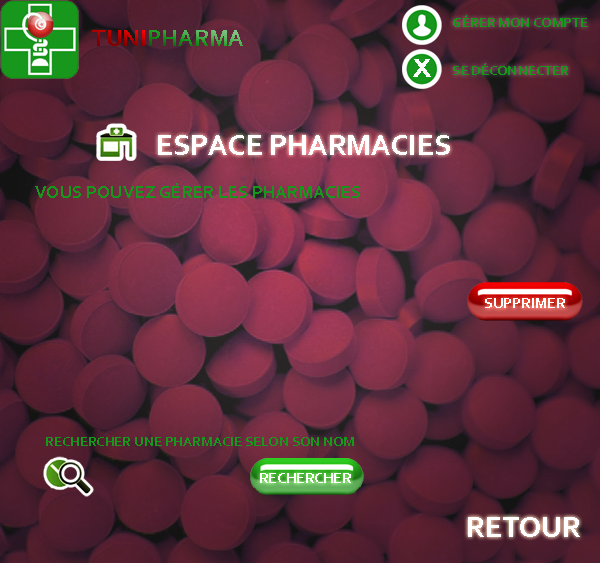 TUNIPHARMA
GÉRER MON COMPTE
X
SE DÉCONNECTER
ESPACE PHARMACIES
VOUS POUVEZ GÉRER LES PHARMACIES
SUPPRIMER
RECHERCHER UNE PHARMACIE SELON SON NOM
RECHERCHER
RETOUR